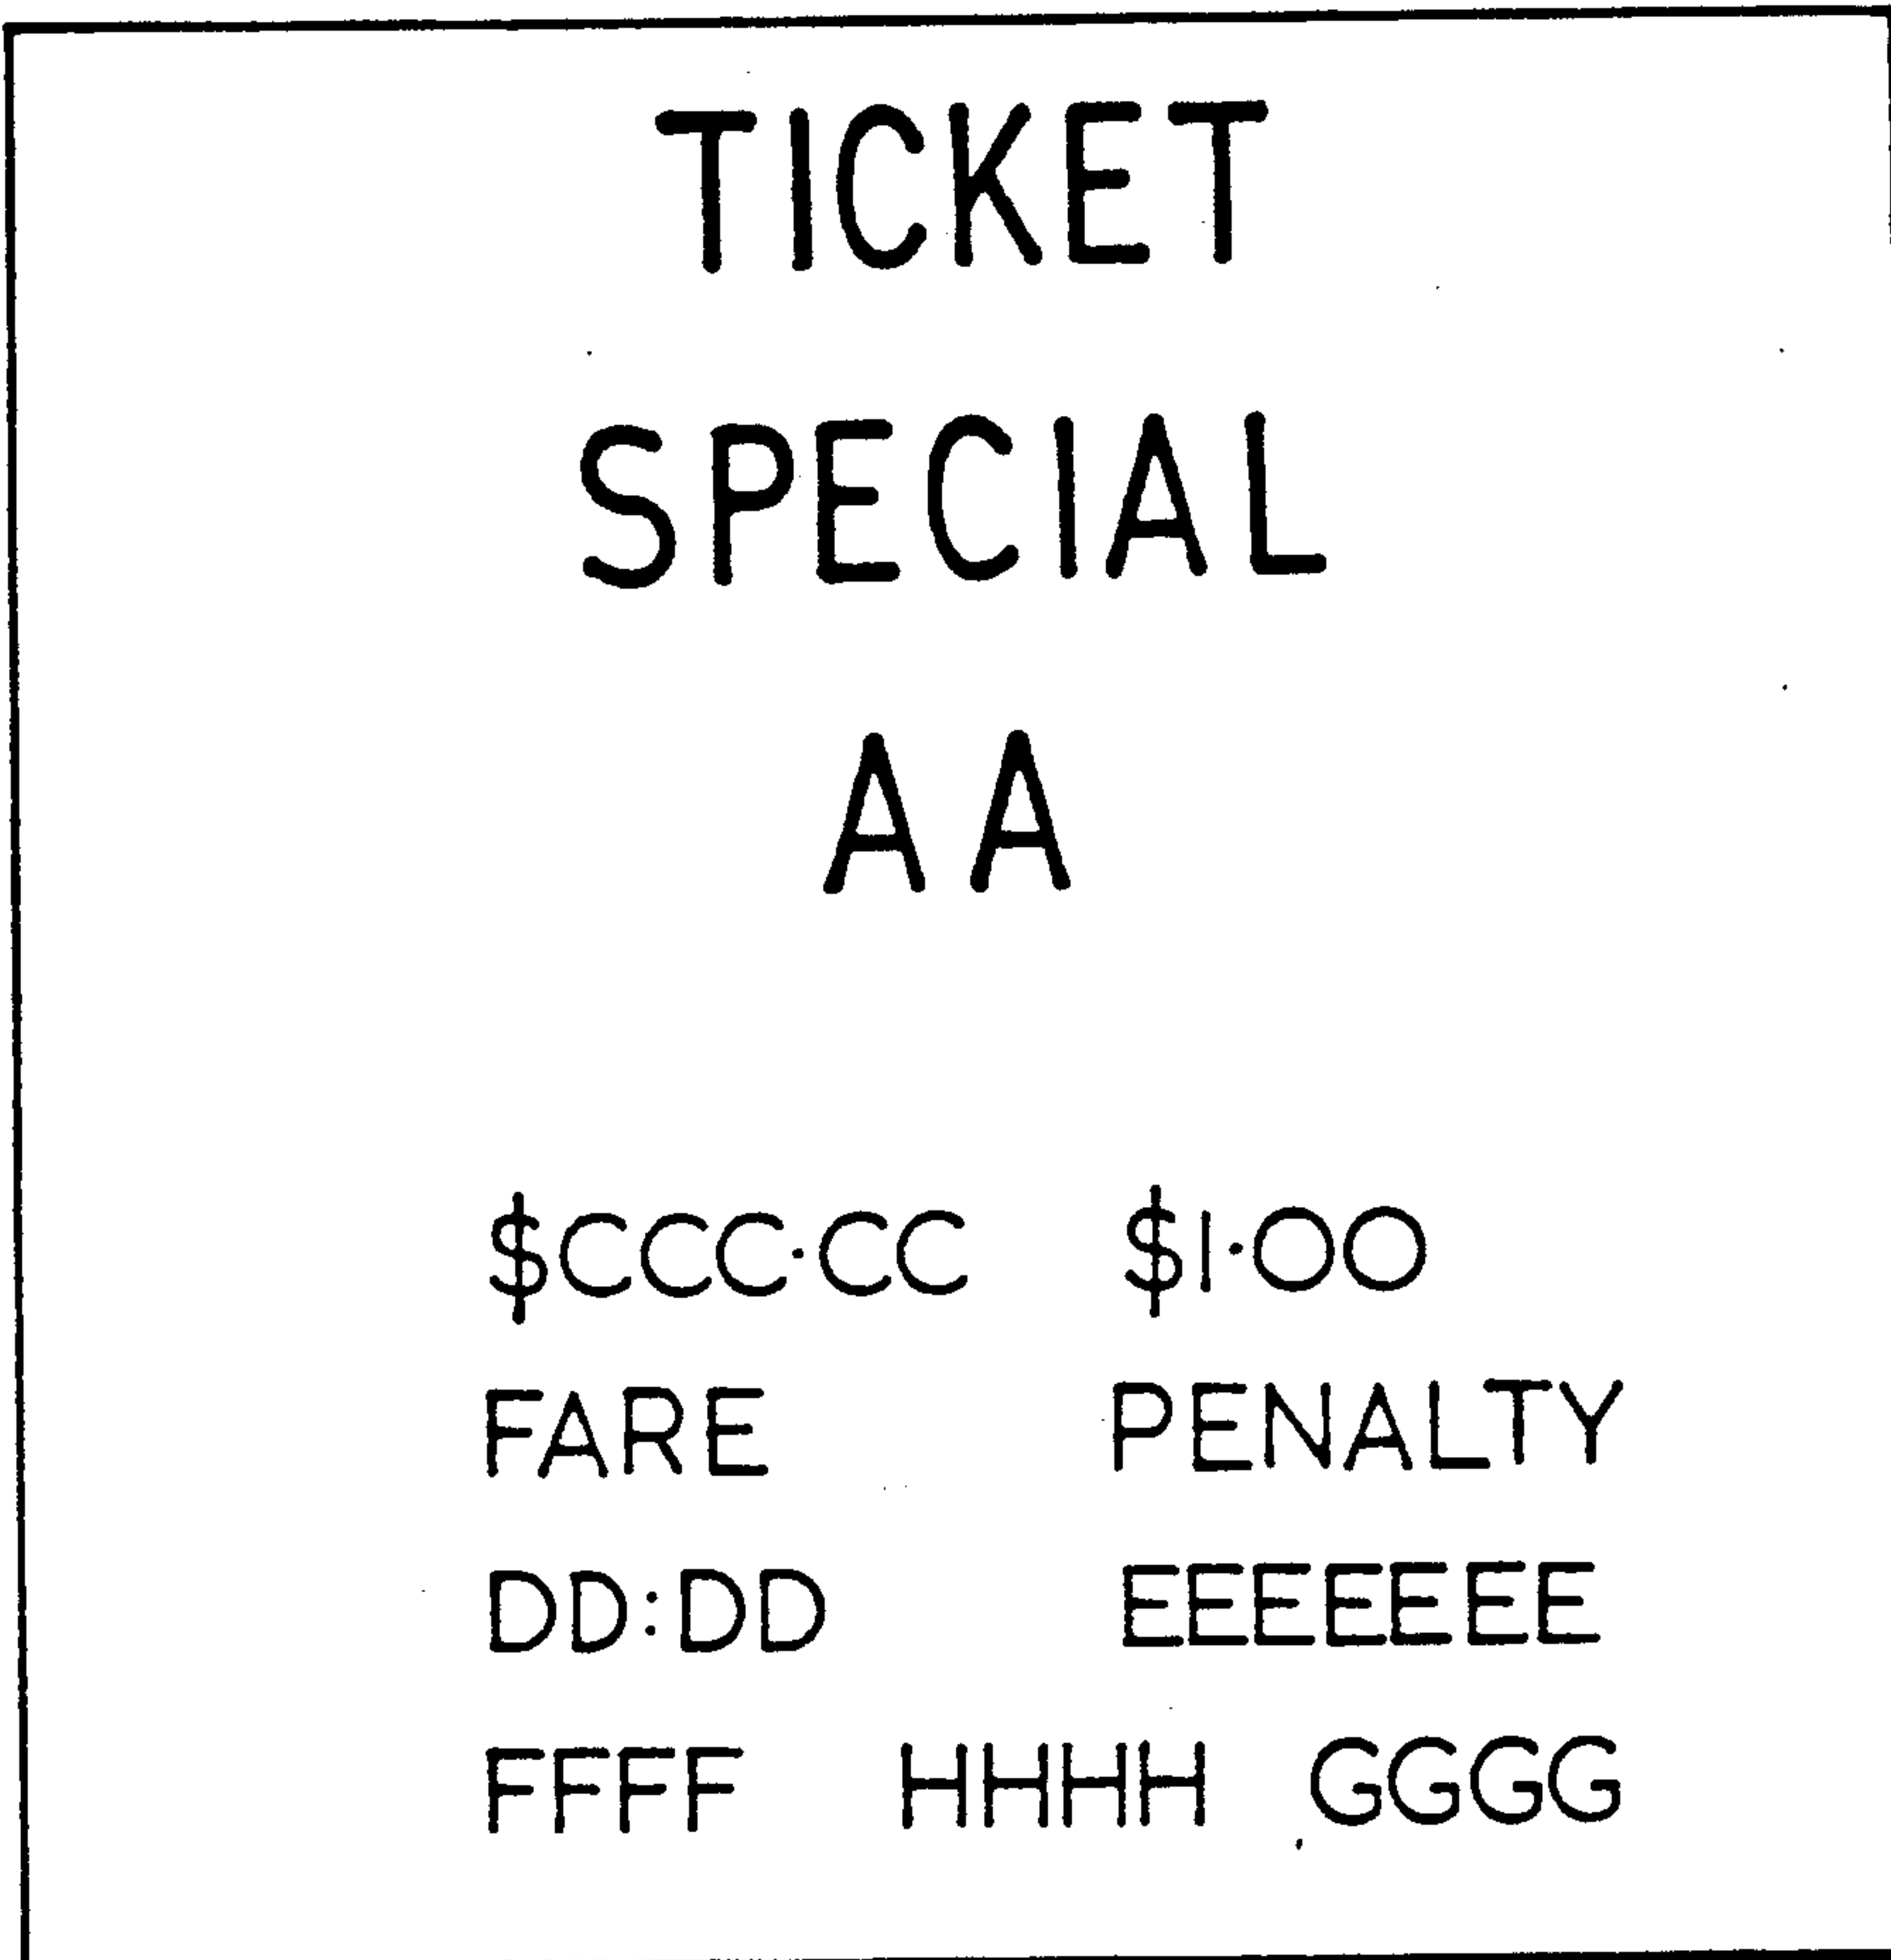 TICKET
SPECIAL
AA
$CCC·CC $1·00
FARE PENALTY
DD:DD EEEEEEE
FFFF HHHH GGGG